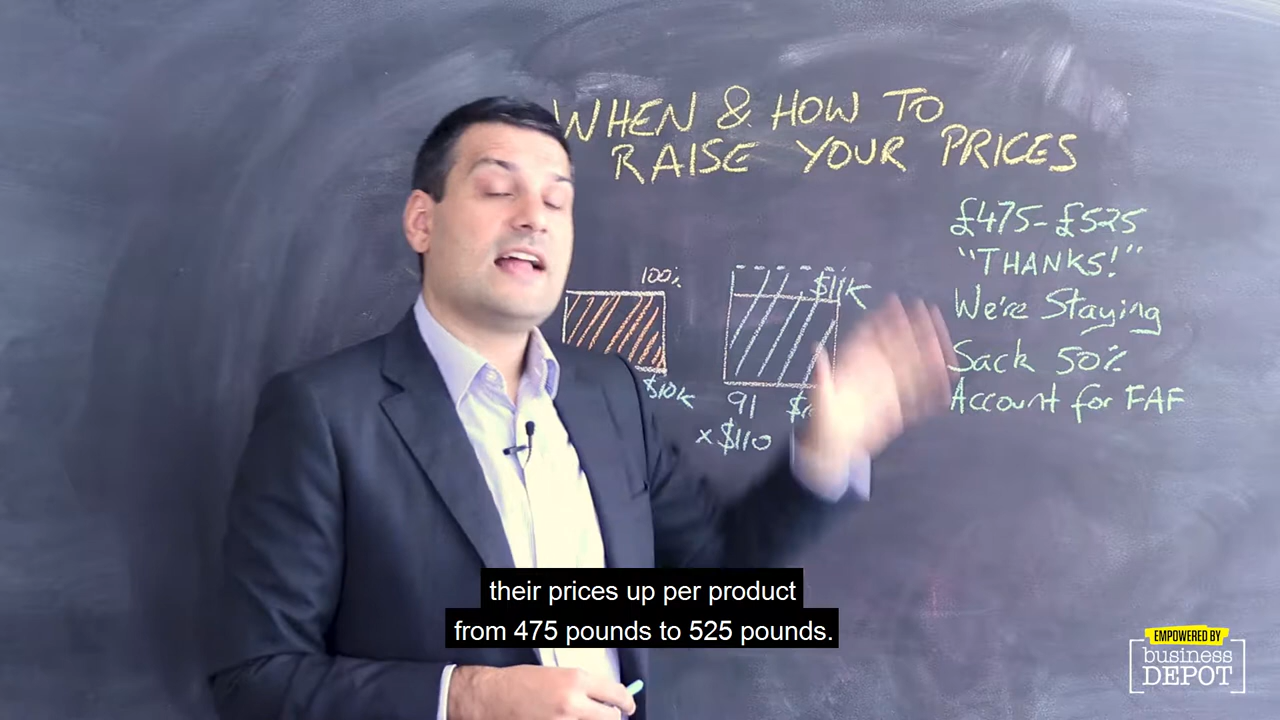 WHEN & HOW TO
RAISE YOUR PRICES
£475-£525
"THANKS!"
We're Staying
Sack 50%
Account for FAF
100%
$10K
$11K
91
x $110
their prices up per product
from 475 pounds to 525 pounds.
EMPOWERED BY
business
DEPOT